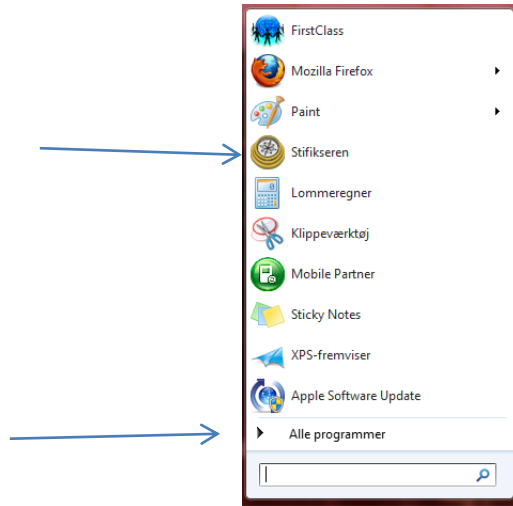 FirstClass
Mozilla Firefox
Paint
Stifikseren
Lommeregner
Klippeværktøj
Mobile Partner
Sticky Notes
XPS-fremviser
Apple Software Update
Alle programmer